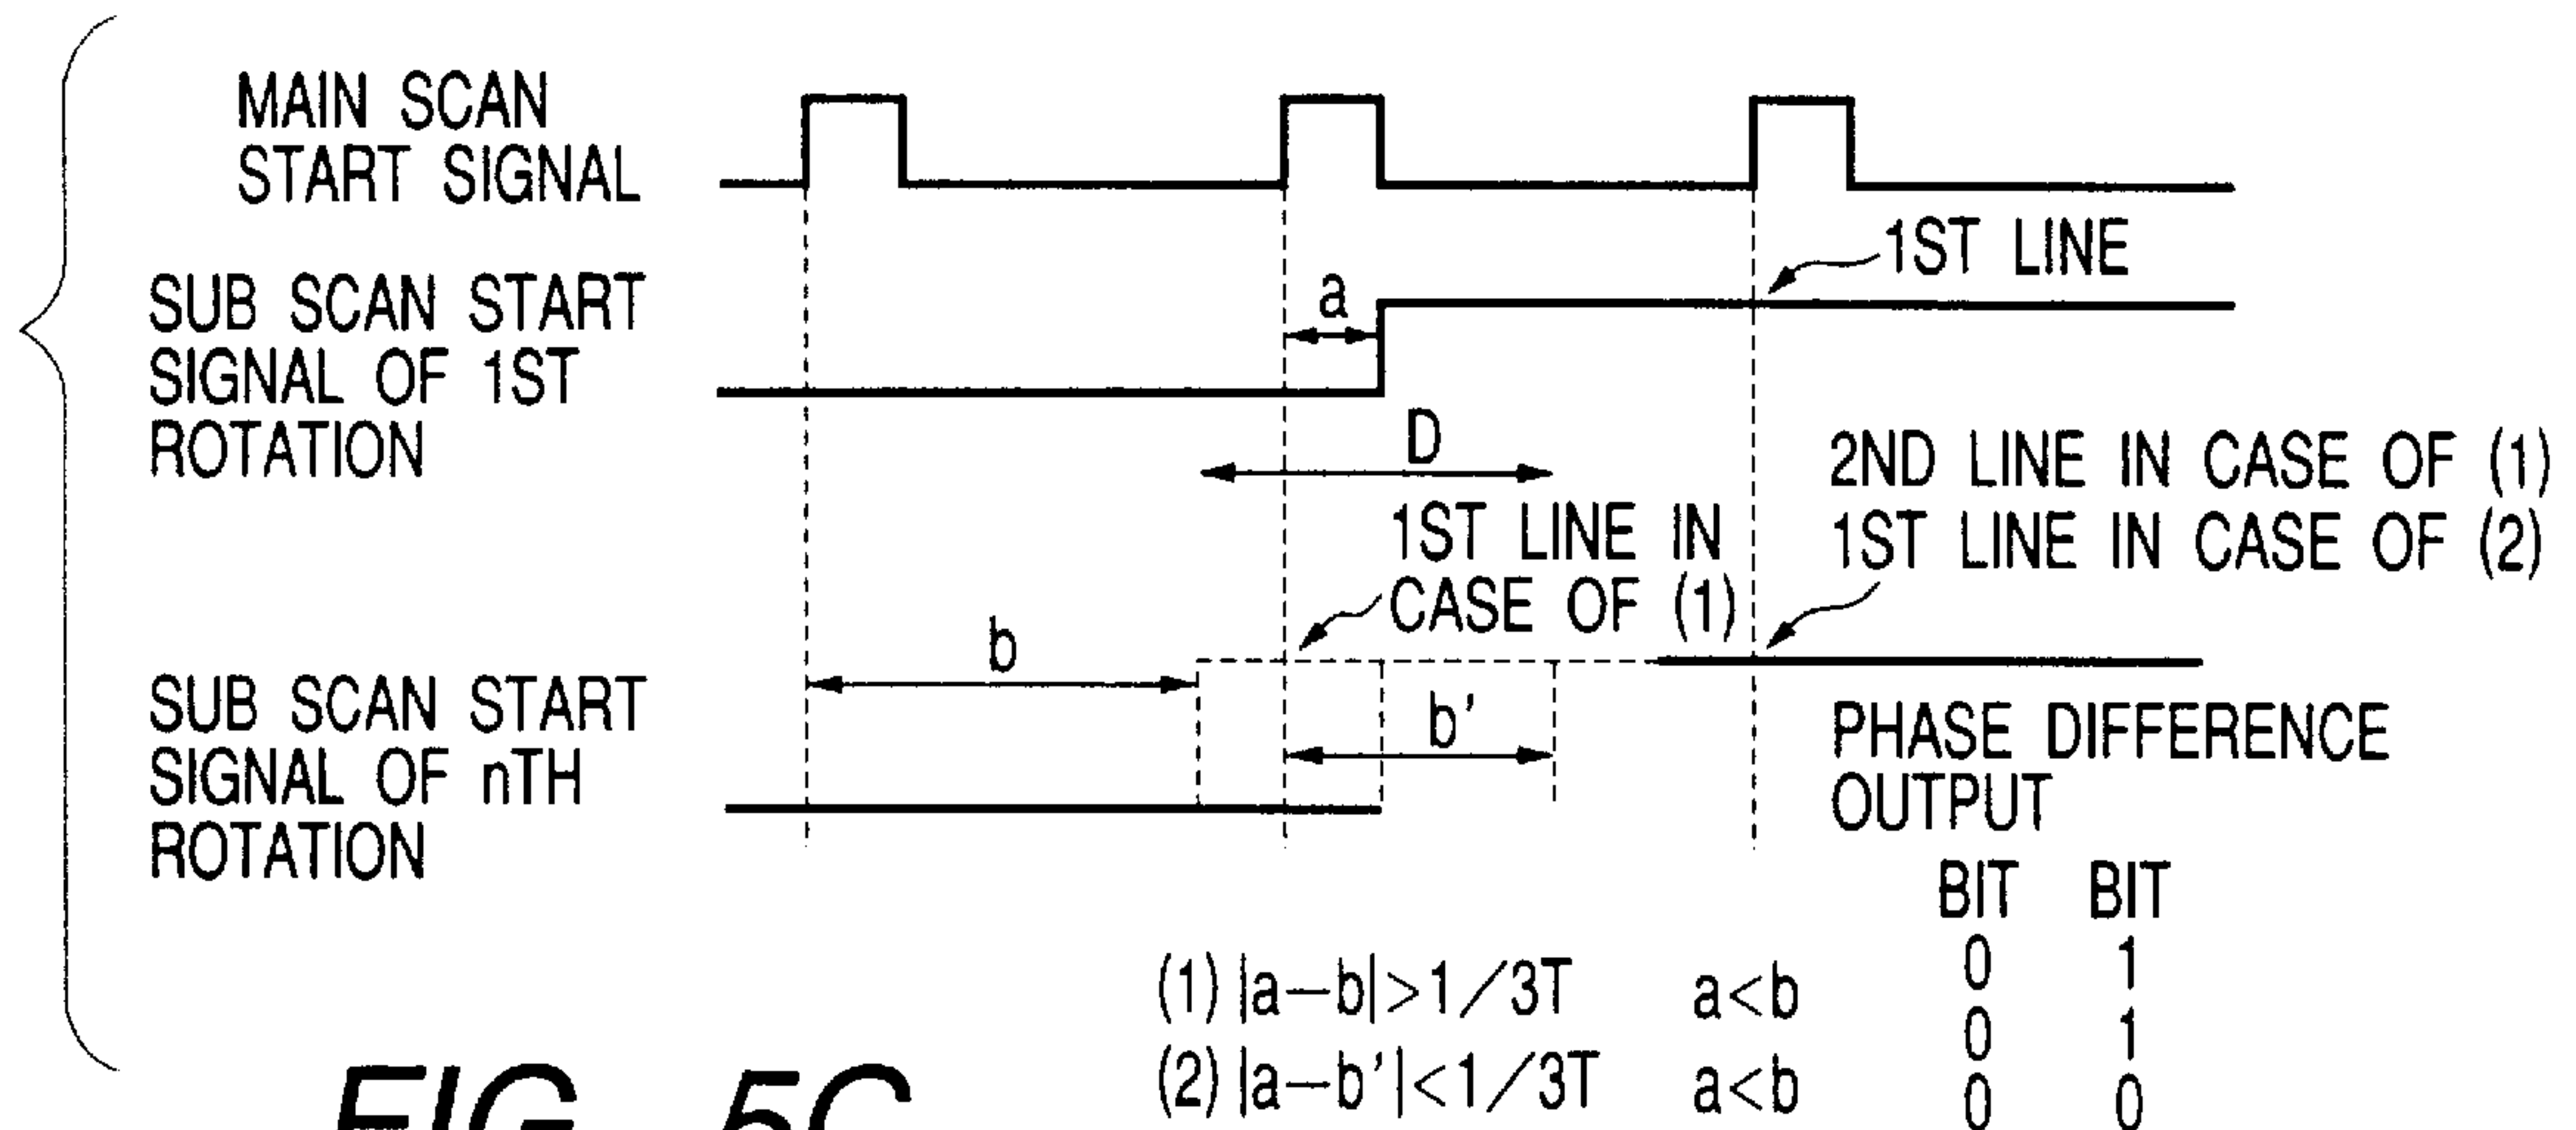 MAIN SCAN
START SIGNAL
1ST LINE
SUB SCAN START
SIGNAL OF 1ST
ROTATION
a
D
2ND LINE IN CASE OF (1)
1ST LINE IN CASE OF (2)
1ST LINE IN
CASE OF (1)
b
b'
SUB SCAN START
SIGNAL OF nTH
ROTATION
PHASE DIFFERENCE
OUTPUT
BIT BIT
0 1
(1) |a−b|>1/3T a<b
0 1
(2) |a−b'|<1/3T a<b
0 0
FIG. 5C